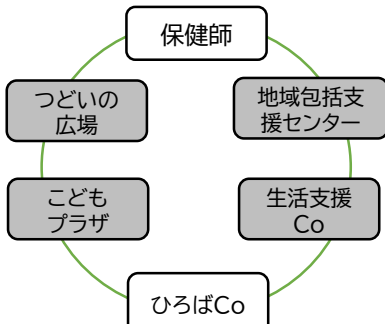 保健師
つどいの
広場
地域包括支
援センター
こども
プラザ
生活支援
Co
ひろばCo